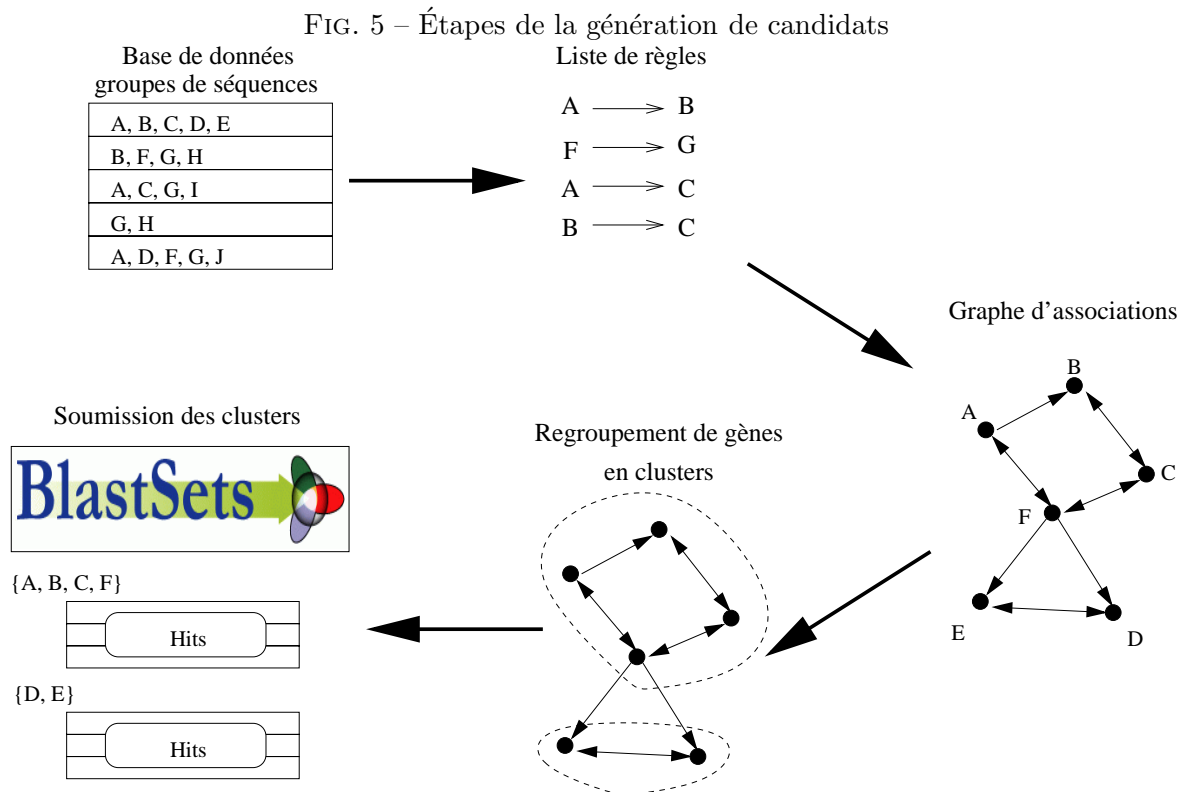 FIG. 5 – Étapes de la génération de candidats
Base de données
groupes de séquences
A, B, C, D, E
B, F, G, H
A, C, G, I
G, H
A, D, F, G, J
Liste de règles
A B
F G
A C
B C
Graphe d'associations
B
A
C
F
E
D
Regroupement de gènes
en clusters
Soumission des clusters
BlastSets
{A, B, C, F}
Hits
{D, E}
Hits